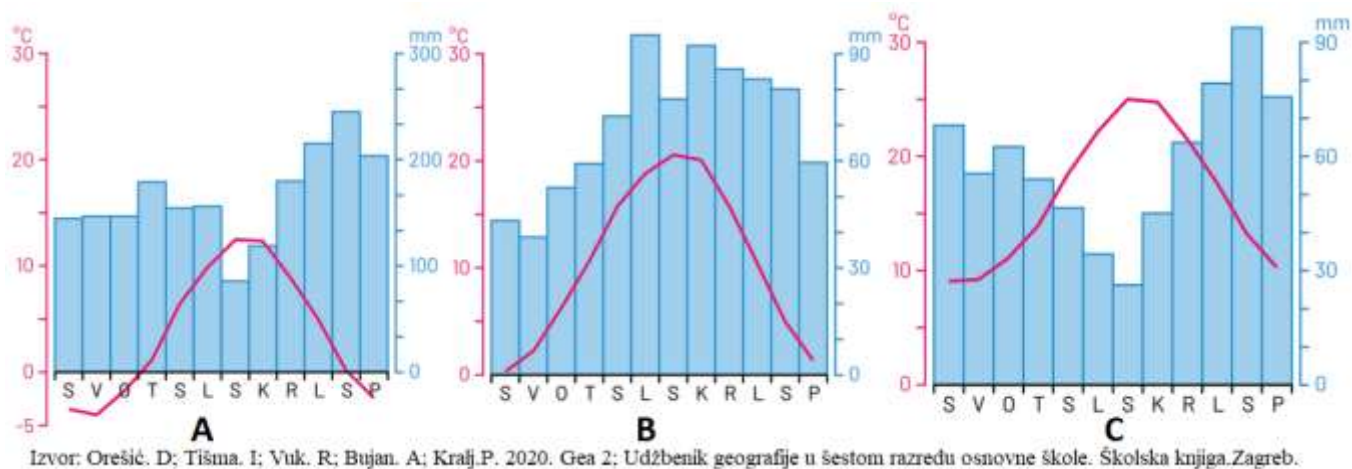 °C mm °C mm °C mm
30 300 30 90 30 90
20 200 20 60 20 60
10 100 10 30 10 30
0 0 0 0 0 0
S V O T S L S K R L S P S V O T S L S K R L S P S V O T S L S K R L S P
-5
A B C
Izvor: Orešić. D; Tišma. I; Vuk. R; Bujan. A; Kralj.P. 2020. Gea 2; Udžbenik geografije u šestom razredu osnovne škole. Školska knjiga.Zagreb.